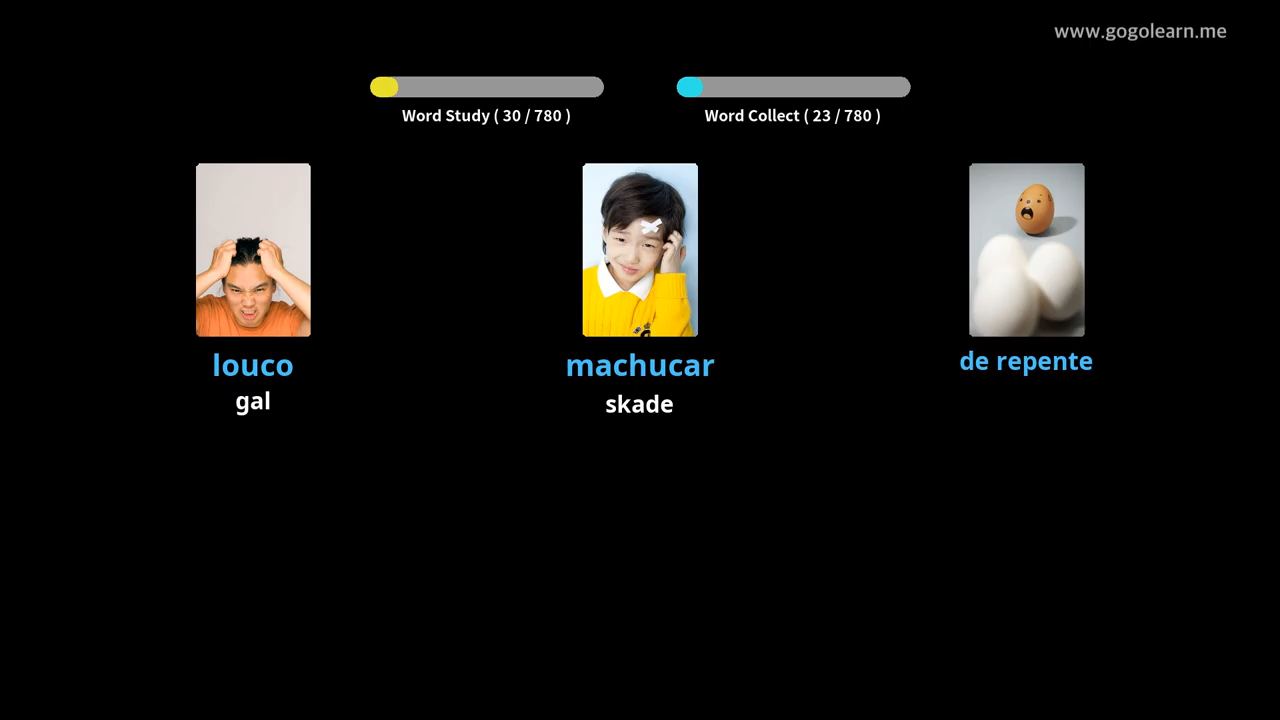 www.gogolearn.me
Word Study ( 30 / 780 )
Word Collect ( 23 / 780 )
louco
machucar
de repente
gal
skade